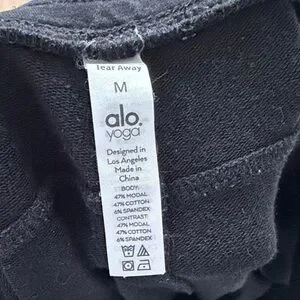 Tear Away
M
alo.
yoga
Designed in
Los Angeles
Made in
China
BODY:
47% MODAL
47% COTTON
6% SPANDEX
CONTRAST:
47% MODAL
47% COTTON
6% SPANDEX